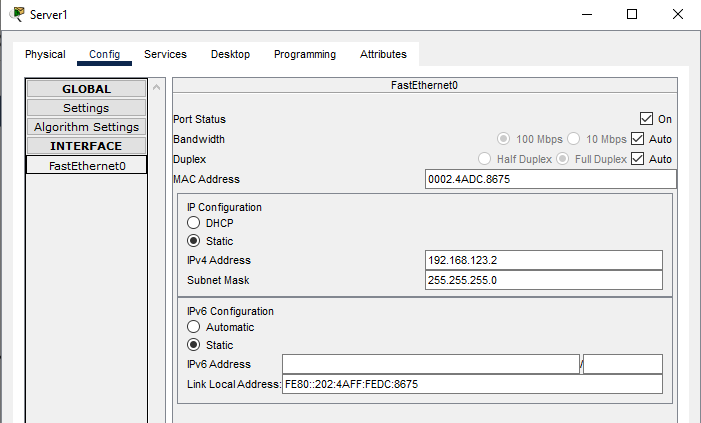 Server1
Physical Config Services Desktop Programming Attributes
GLOBAL
Settings
Algorithm Settings
INTERFACE
FastEthernet0
FastEthernet0
Port Status On
Bandwidth 100 Mbps 10 Mbps Auto
Duplex Half Duplex Full Duplex Auto
MAC Address 0002.4ADC.8675
IP Configuration
DHCP
Static
IPv4 Address 192.168.123.2
Subnet Mask 255.255.255.0
IPv6 Configuration
Automatic
Static
IPv6 Address /
Link Local Address: FE80::202:4AFF:FEDC:8675